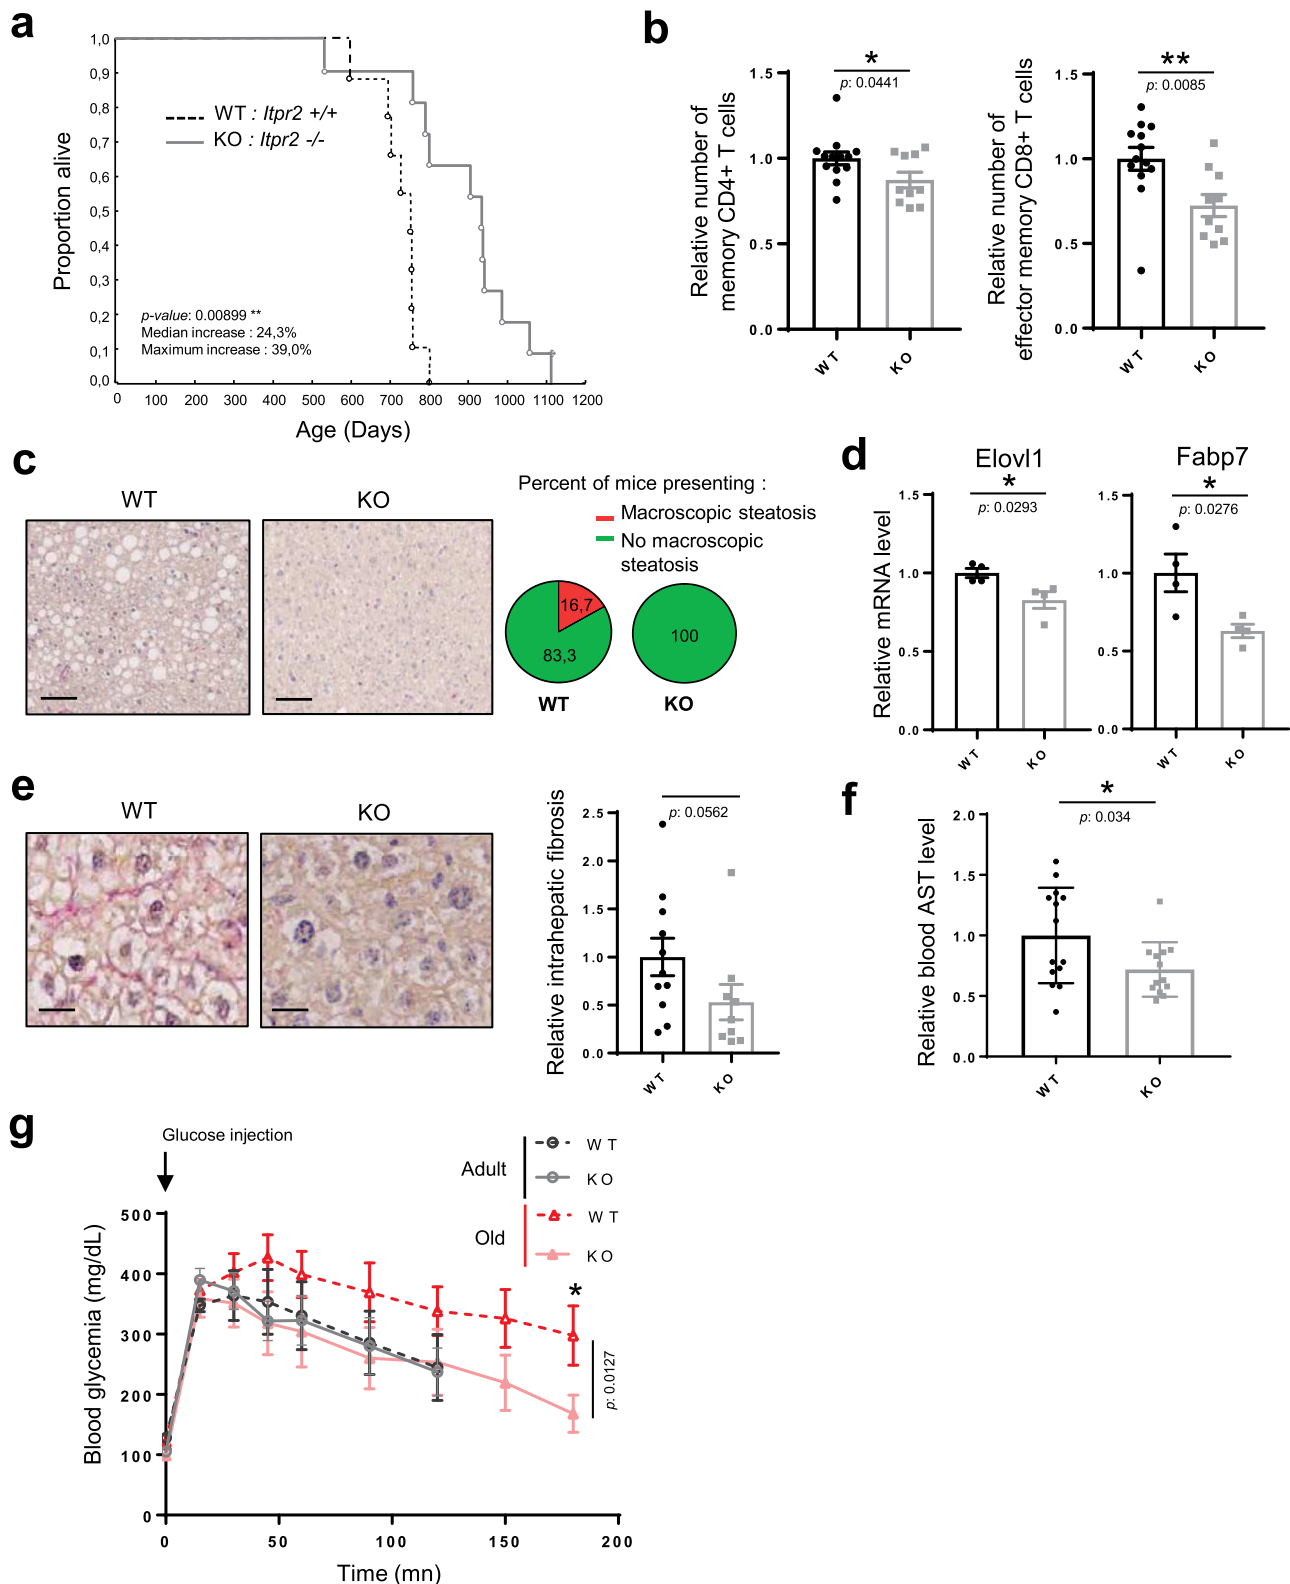 a
1,0
0,9
0,8
0,7
0,6
0,5
0,4
0,3
0,2
0,1
0,0
Proportion alive
WT : Itpr2 +/+
KO : Itpr2 -/-
p-value: 0.00899 **
Median increase : 24,3%
Maximum increase : 39,0%
0 100 200 300 400 500 600 700 800 900 1000 1100 1200
Age (Days)
b
Relative number of
memory CD4+ T cells
1.5
1.0
0.5
0.0
*
p: 0.0441
WT
KO
Relative number of
effector memory CD8+ T cells
1.5
1.0
0.5
0.0
**
p: 0.0085
WT
KO
c
WT
KO
Percent of mice presenting :
Macroscopic steatosis
No macroscopic
steatosis
16,7
83,3
100
WT
KO
d
Relative mRNA level
Elovl1
*
p: 0.0293
1.5
1.0
0.5
0.0
WT
KO
Fabp7
*
p: 0.0276
1.5
1.0
0.5
0.0
WT
KO
e
WT
KO
Relative intrahepatic fibrosis
p: 0.0562
2.5
2.0
1.5
1.0
0.5
0.0
WT
KO
f
Relative blood AST level
*
p: 0.034
2.0
1.5
1.0
0.5
0.0
WT
KO
g
Glucose injection
Adult
WT
KO
Old
WT
KO
Blood glycemia (mg/dL)
500
400
300
200
100
0
*
p: 0.0127
0 50 100 150 200
Time (mn)